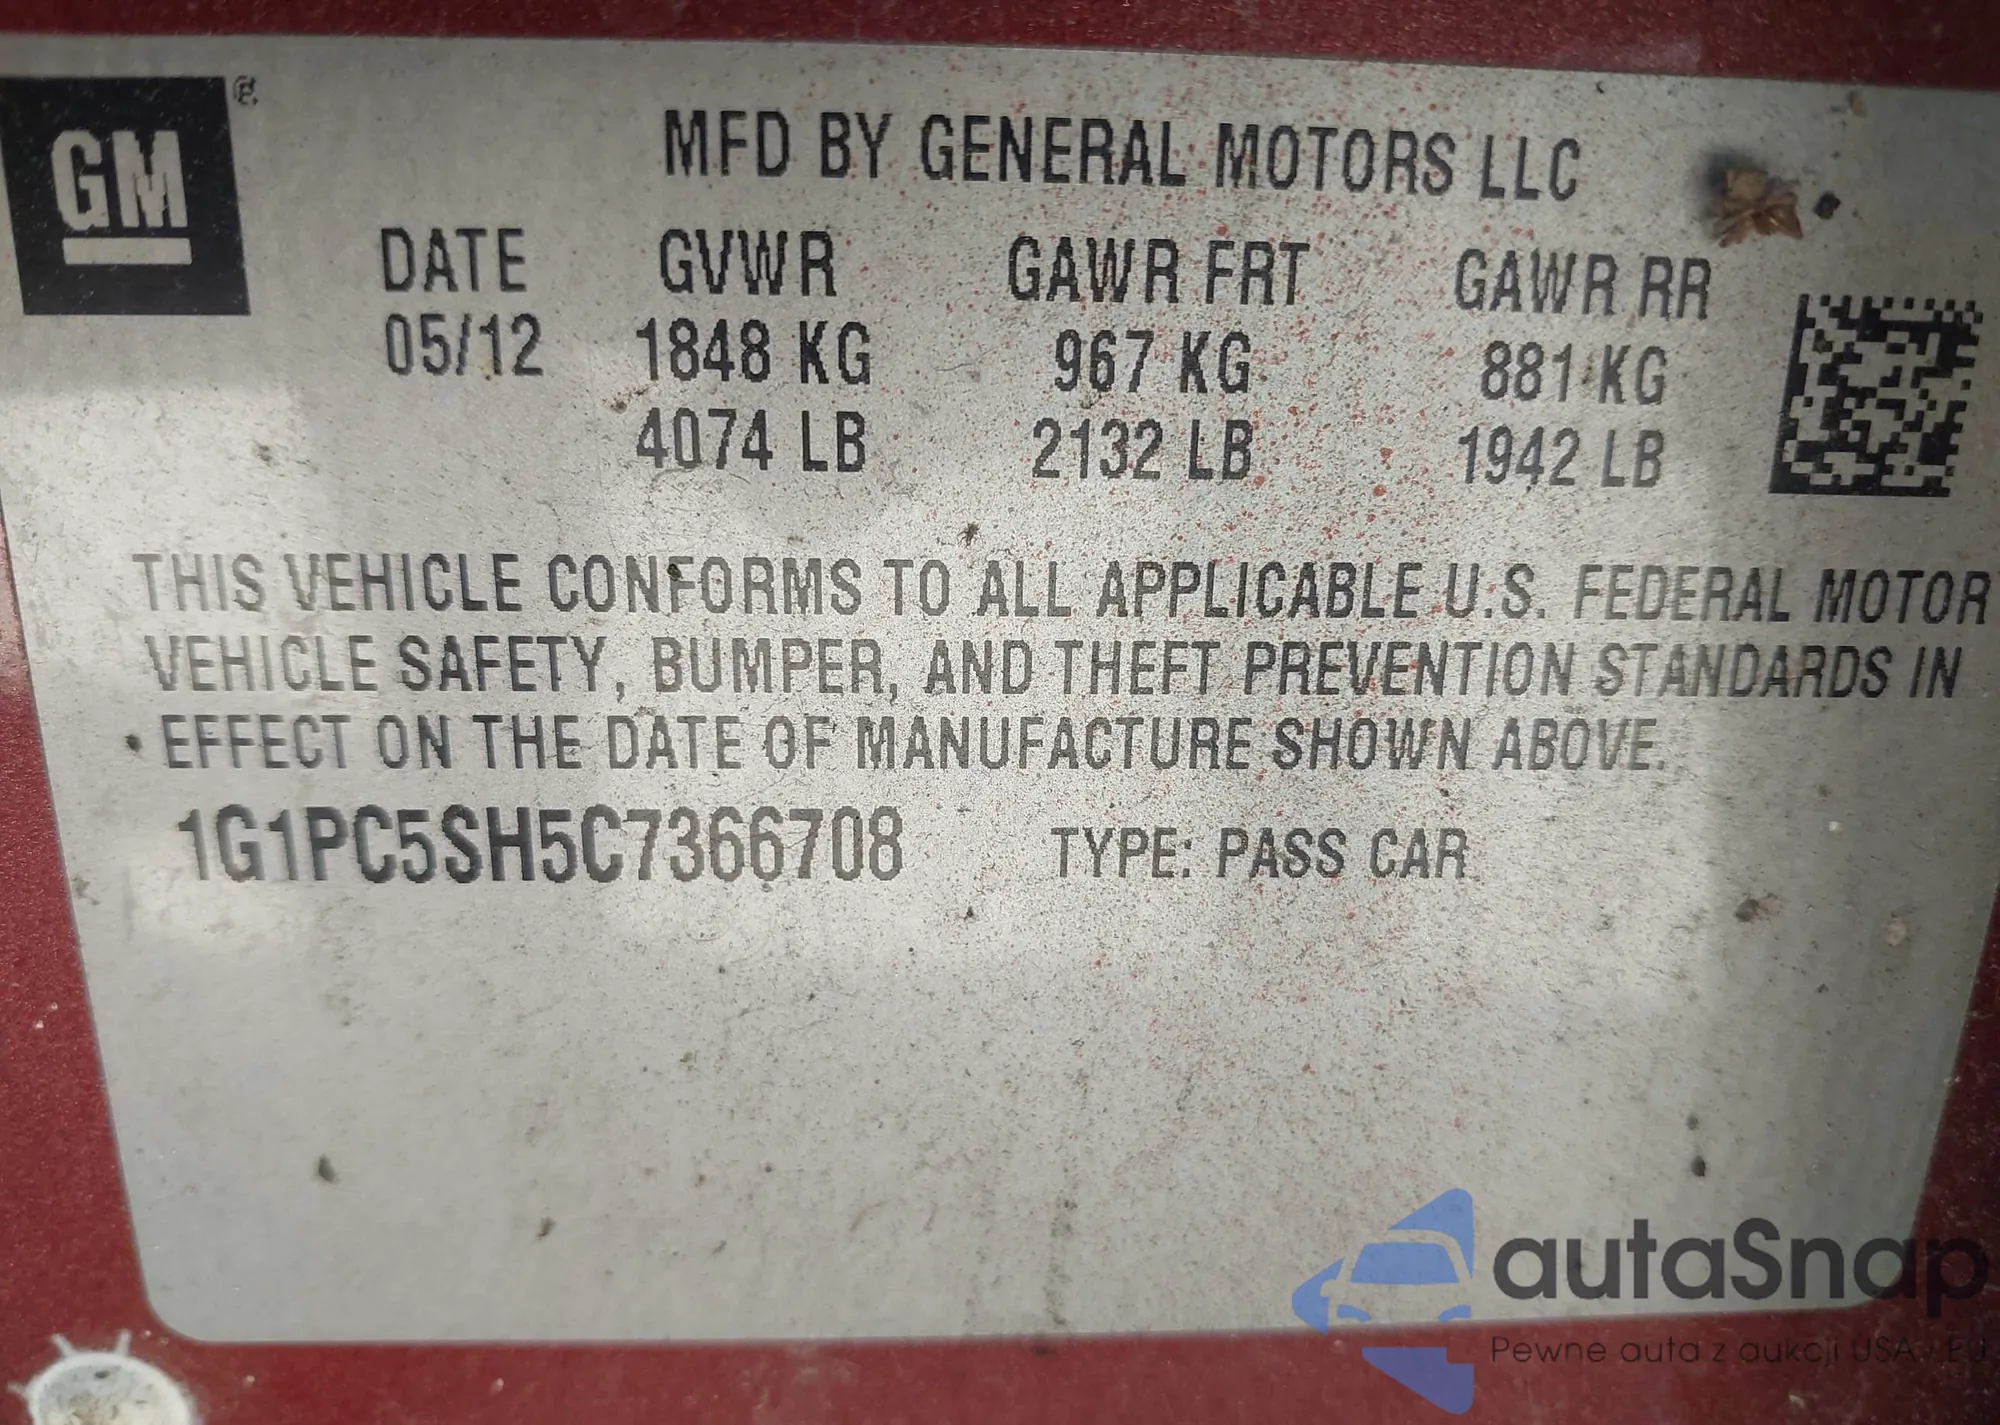 GM
MFD BY GENERAL MOTORS LLC
DATE GVWR GAWR FRT GAWR RR
05/12 1848 KG 967 KG 881 KG
4074 LB 2132 LB 1942 LB
THIS VEHICLE CONFORMS TO ALL APPLICABLE U.S. FEDERAL MOTOR
VEHICLE SAFETY, BUMPER, AND THEFT PREVENTION STANDARDS IN
EFFECT ON THE DATE OF MANUFACTURE SHOWN ABOVE.
1G1PC5SH5C7366708 TYPE: PASS CAR
autaSnap
Pewne auta z aukcji USA / EU